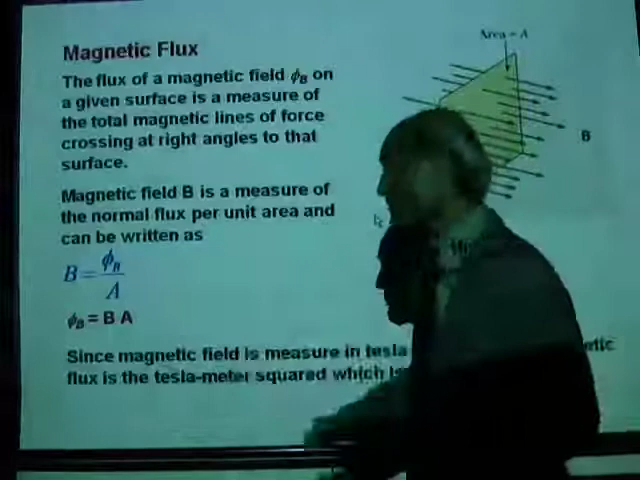 Magnetic Flux
Area = A
The flux of a magnetic field ϕB on
a given surface is a measure of
the total magnetic lines of force
crossing at right angles to that
surface.
B
Magnetic field B is a measure of
the normal flux per unit area and
can be written as
B = ϕB / A
ϕB = B A
Since magnetic field is measure in tesla
flux is the tesla-meter squared which is